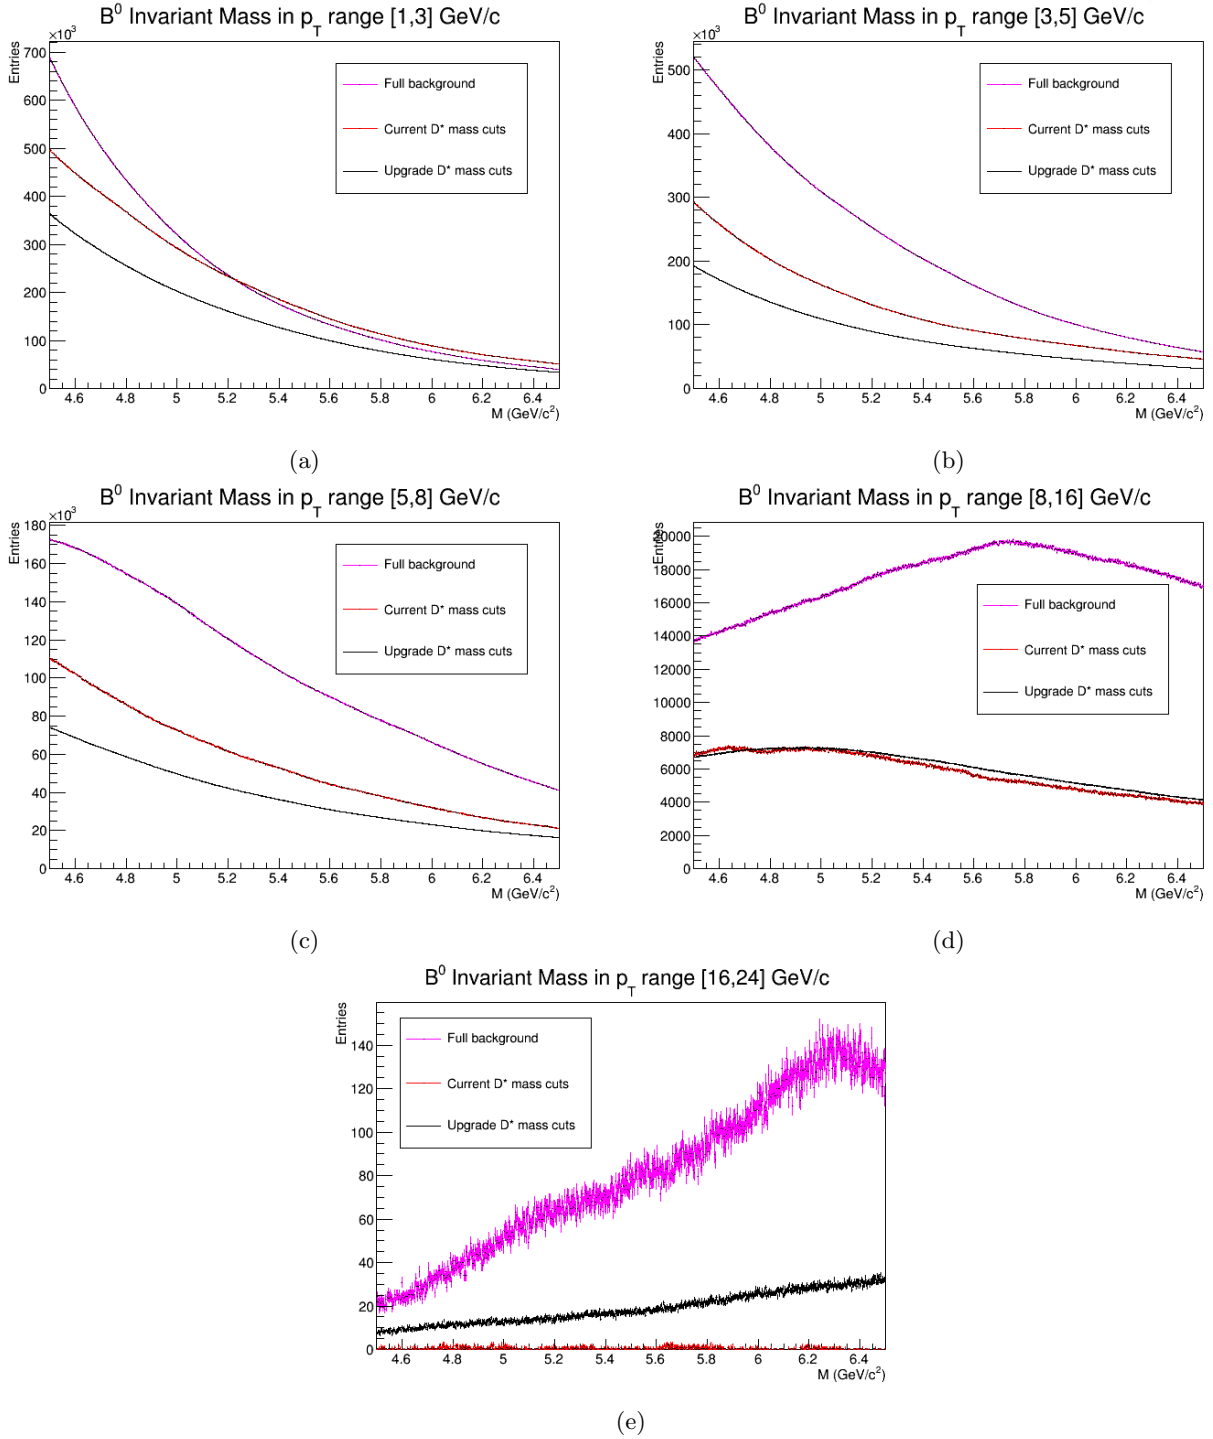 B⁰ Invariant Mass in p_T range [1,3] GeV/c
×10³
Entries
700
600
500
400
300
200
100
0
Full background
Current D* mass cuts
Upgrade D* mass cuts
4.6 4.8 5 5.2 5.4 5.6 5.8 6 6.2 6.4
M (GeV/c²)
(a)
B⁰ Invariant Mass in p_T range [3,5] GeV/c
×10³
Entries
500
400
300
200
100
0
Full background
Current D* mass cuts
Upgrade D* mass cuts
4.6 4.8 5 5.2 5.4 5.6 5.8 6 6.2 6.4
M (GeV/c²)
(b)
B⁰ Invariant Mass in p_T range [5,8] GeV/c
×10³
Entries
180
160
140
120
100
80
60
40
20
0
Full background
Current D* mass cuts
Upgrade D* mass cuts
4.6 4.8 5 5.2 5.4 5.6 5.8 6 6.2 6.4
M (GeV/c²)
(c)
B⁰ Invariant Mass in p_T range [8,16] GeV/c
Entries
20000
18000
16000
14000
12000
10000
8000
6000
4000
2000
0
Full background
Current D* mass cuts
Upgrade D* mass cuts
4.6 4.8 5 5.2 5.4 5.6 5.8 6 6.2 6.4
M (GeV/c²)
(d)
B⁰ Invariant Mass in p_T range [16,24] GeV/c
Entries
140
120
100
80
60
40
20
0
Full background
Current D* mass cuts
Upgrade D* mass cuts
4.6 4.8 5 5.2 5.4 5.6 5.8 6 6.2 6.4
M (GeV/c²)
(e)